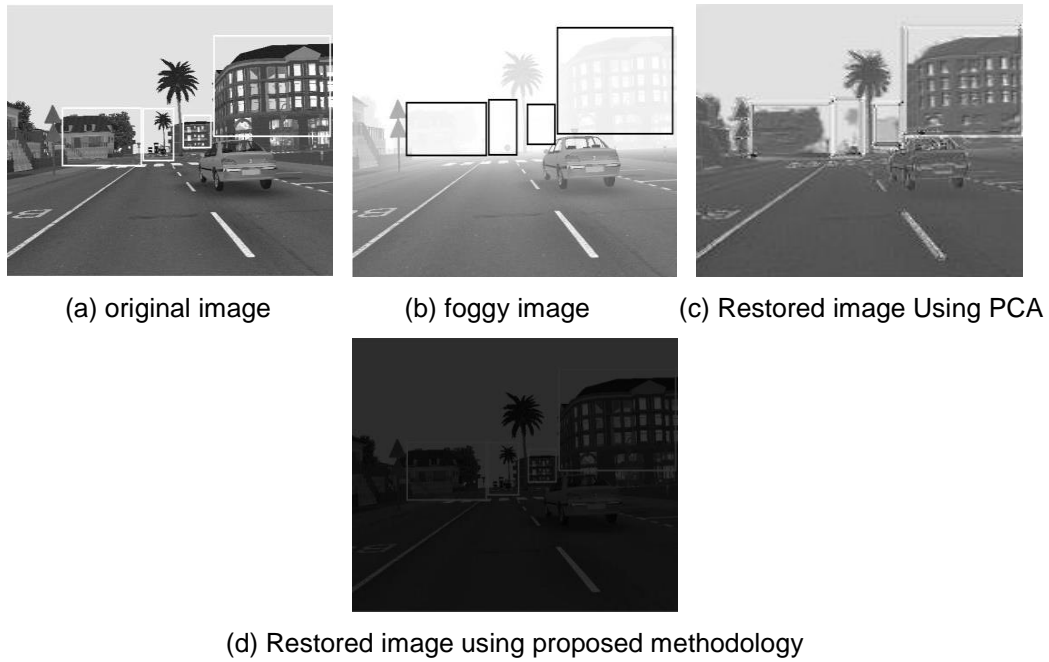 (a) original image
(b) foggy image
(c) Restored image Using PCA
(d) Restored image using proposed methodology